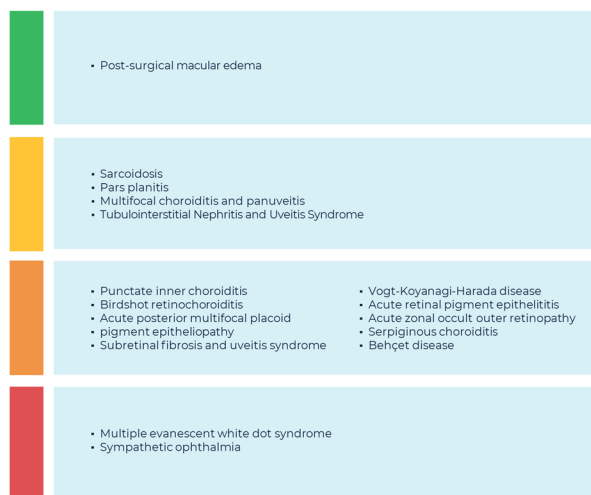 • Post-surgical macular edema
• Sarcoidosis
• Pars planitis
• Multifocal choroiditis and panuveitis
• Tubulointerstitial Nephritis and Uveitis Syndrome
• Punctate inner choroiditis
• Birdshot retinochoroiditis
• Acute posterior multifocal placoid
• pigment epitheliopathy
• Subretinal fibrosis and uveitis syndrome
• Vogt-Koyanagi-Harada disease
• Acute retinal pigment epithelititis
• Acute zonal occult outer retinopathy
• Serpiginous choroiditis
• Behçet disease
• Multiple evanescent white dot syndrome
• Sympathetic ophthalmia